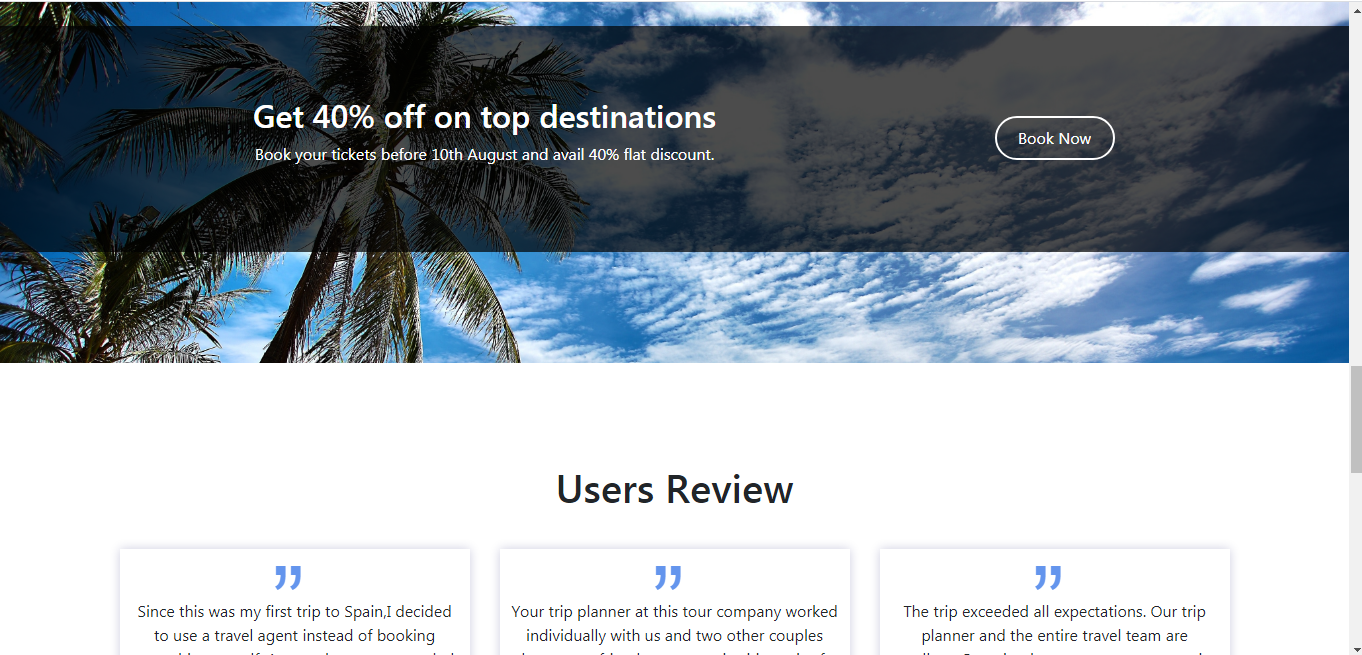 Get 40% off on top destinations
Book your tickets before 10th August and avail 40% flat discount.
Book Now
Users Review
Since this was my first trip to Spain,I decided
to use a travel agent instead of booking
Your trip planner at this tour company worked
individually with us and two other couples
The trip exceeded all expectations. Our trip
planner and the entire travel team are